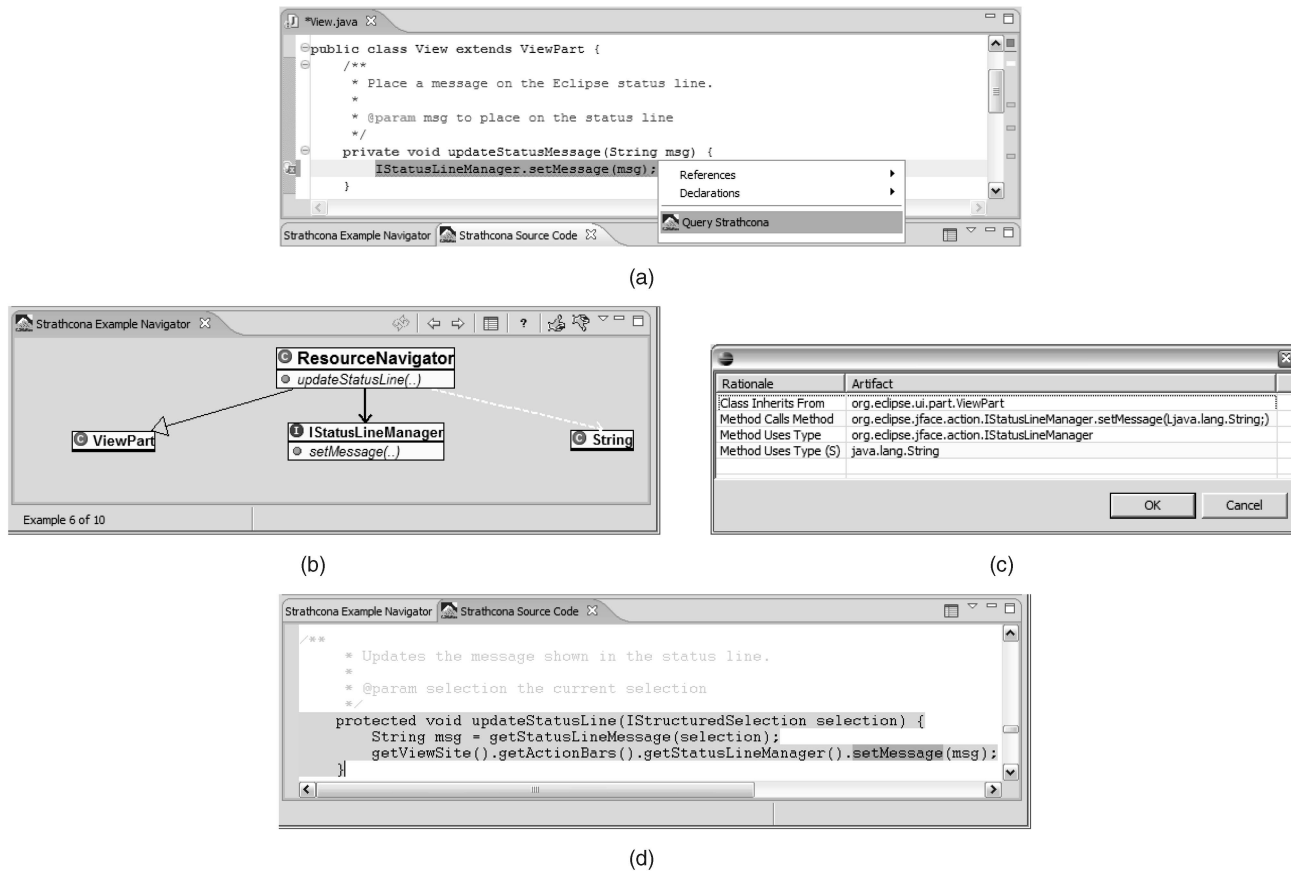 *View.java
public class View extends ViewPart {
/**
* Place a message on the Eclipse status line.
*
* @param msg to place on the status line
*/
private void updateStatusMessage(String msg) {
IStatusLineManager.setMessage(msg);
}
References
Declarations
Query Strathcona
Strathcona Example Navigator
Strathcona Source Code
(a)
Strathcona Example Navigator
?
C ResourceNavigator
updateStatusLine(..)
C ViewPart
I IStatusLineManager
setMessage(..)
C String
Example 6 of 10
(b)
Rationale Artifact
Class Inherits From org.eclipse.ui.part.ViewPart
Method Calls Method org.eclipse.jface.action.IStatusLineManager.setMessage(Ljava.lang.String;)
Method Uses Type org.eclipse.jface.action.IStatusLineManager
Method Uses Type (S) java.lang.String
OK Cancel
(c)
Strathcona Example Navigator
Strathcona Source Code
/**
* Updates the message shown in the status line.
*
* @param selection the current selection
*/
protected void updateStatusLine(IStructuredSelection selection) {
String msg = getStatusLineMessage(selection);
getViewSite().getActionBars().getStatusLineManager().setMessage(msg);
}
(d)